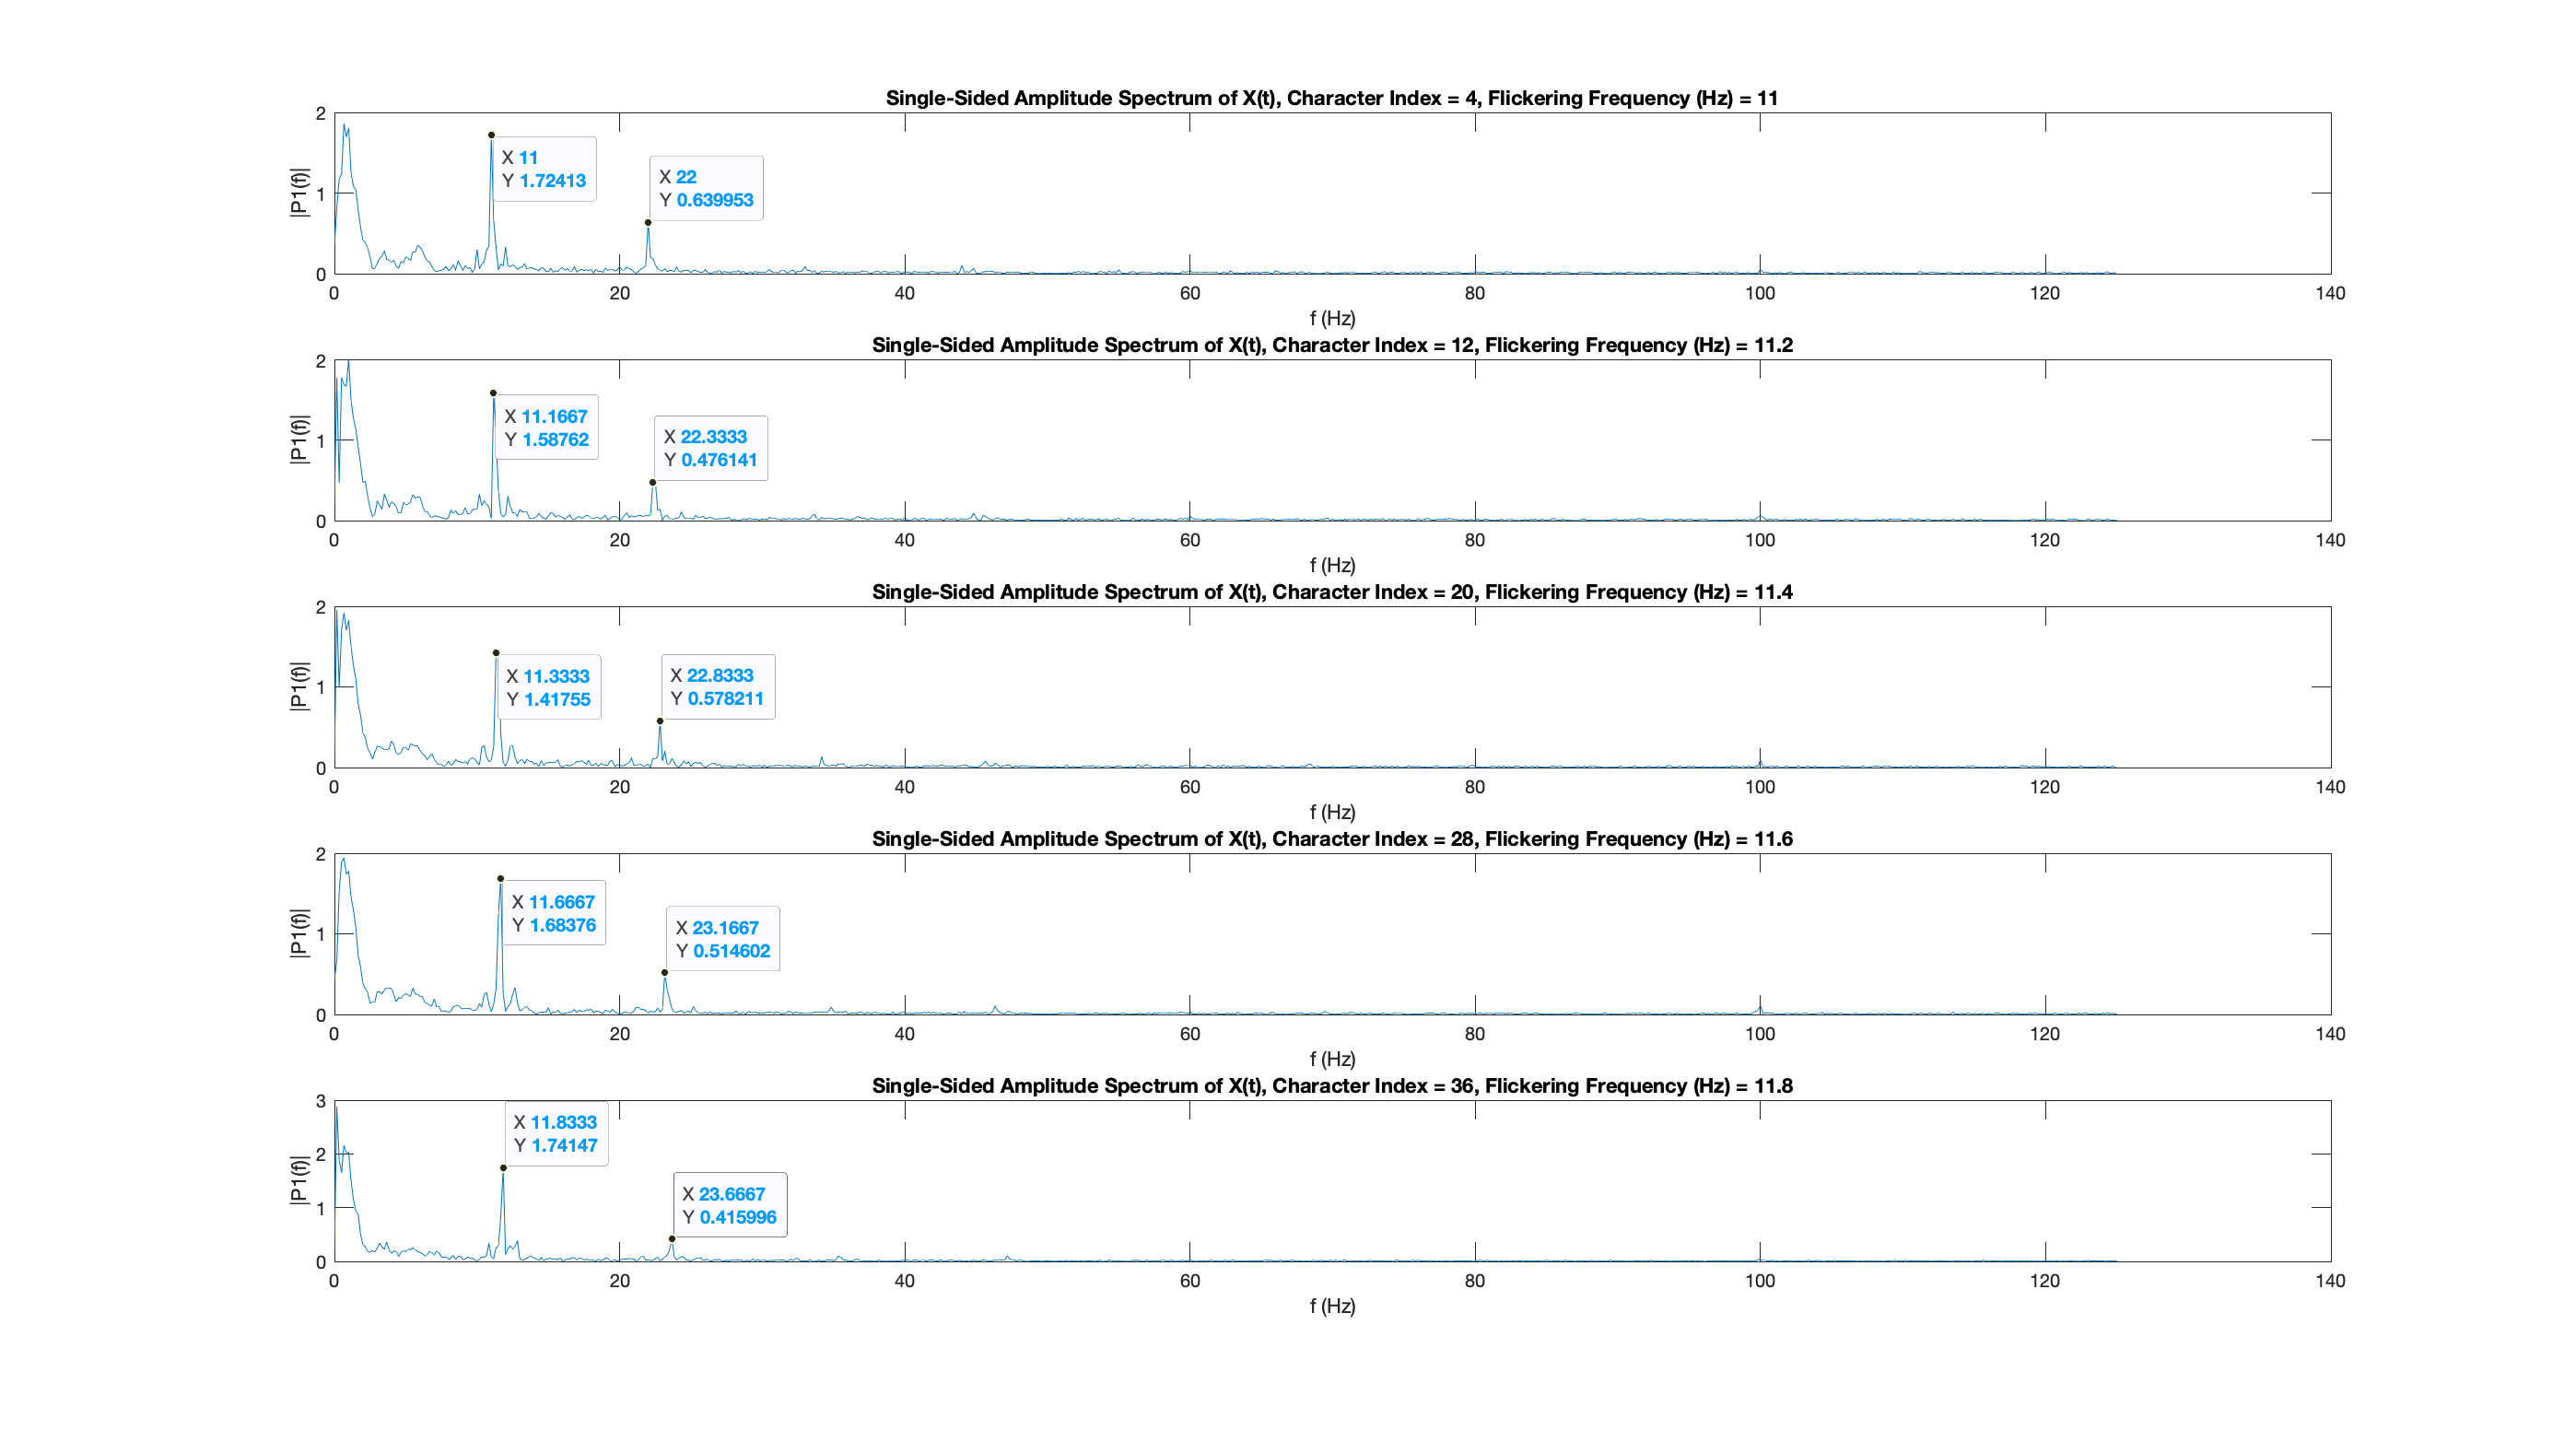 Single-Sided Amplitude Spectrum of X(t), Character Index = 4, Flickering Frequency (Hz) = 11
2
1
0
|P1(f)|
X 11
Y 1.72413
X 22
Y 0.639953
0 20 40 60 80 100 120 140
f (Hz)
Single-Sided Amplitude Spectrum of X(t), Character Index = 12, Flickering Frequency (Hz) = 11.2
2
1
0
|P1(f)|
X 11.1667
Y 1.58762
X 22.3333
Y 0.476141
0 20 40 60 80 100 120 140
f (Hz)
Single-Sided Amplitude Spectrum of X(t), Character Index = 20, Flickering Frequency (Hz) = 11.4
2
1
0
|P1(f)|
X 11.3333
Y 1.41755
X 22.8333
Y 0.578211
0 20 40 60 80 100 120 140
f (Hz)
Single-Sided Amplitude Spectrum of X(t), Character Index = 28, Flickering Frequency (Hz) = 11.6
2
1
0
|P1(f)|
X 11.6667
Y 1.68376
X 23.1667
Y 0.514602
0 20 40 60 80 100 120 140
f (Hz)
Single-Sided Amplitude Spectrum of X(t), Character Index = 36, Flickering Frequency (Hz) = 11.8
3
2
1
0
|P1(f)|
X 11.8333
Y 1.74147
X 23.6667
Y 0.415996
0 20 40 60 80 100 120 140
f (Hz)